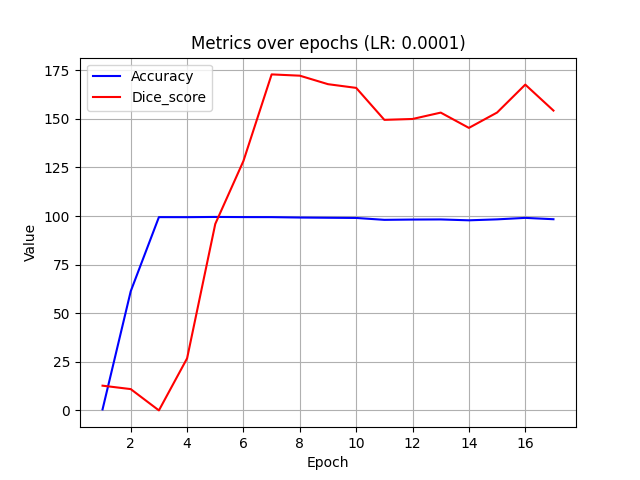 Metrics over epochs (LR: 0.0001)
Accuracy
Dice_score
175
150
125
100
75
50
25
0
Value
2 4 6 8 10 12 14 16
Epoch